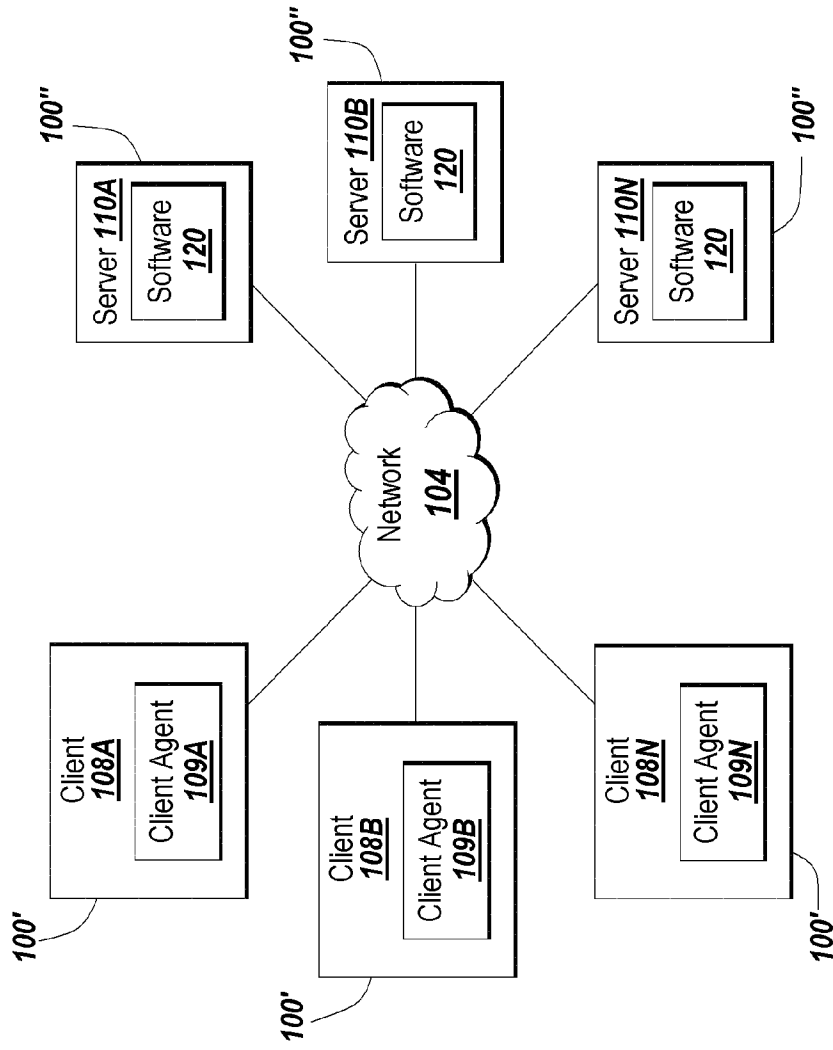 100'
Client
108A
Client Agent
109A
100'
Client
108B
Client Agent
109B
100'
Client
108N
Client Agent
109N
Network
104
100"
Server 110A
Software
120
100"
Server 110B
Software
120
100"
Server 110N
Software
120